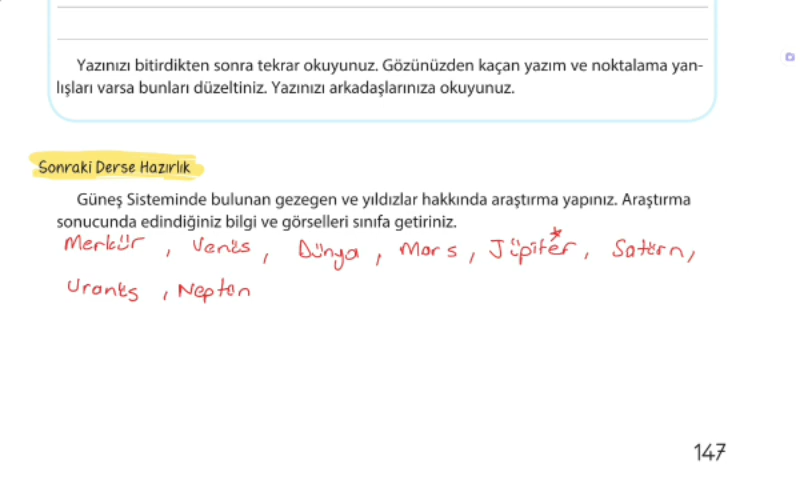 Yazınızı bitirdikten sonra tekrar okuyunuz. Gözünüzden kaçan yazım ve noktalama yan-
lışları varsa bunları düzeltiniz. Yazınızı arkadaşlarınıza okuyunuz.
Sonraki Derse Hazırlık
Güneş Sisteminde bulunan gezegen ve yıldızlar hakkında araştırma yapınız. Araştırma
sonucunda edindiğiniz bilgi ve görselleri sınıfa getiriniz.
Merkür, Venüs, Dünya, Mars, Jüpiter, Satürn,
Uranüs, Neptün
147